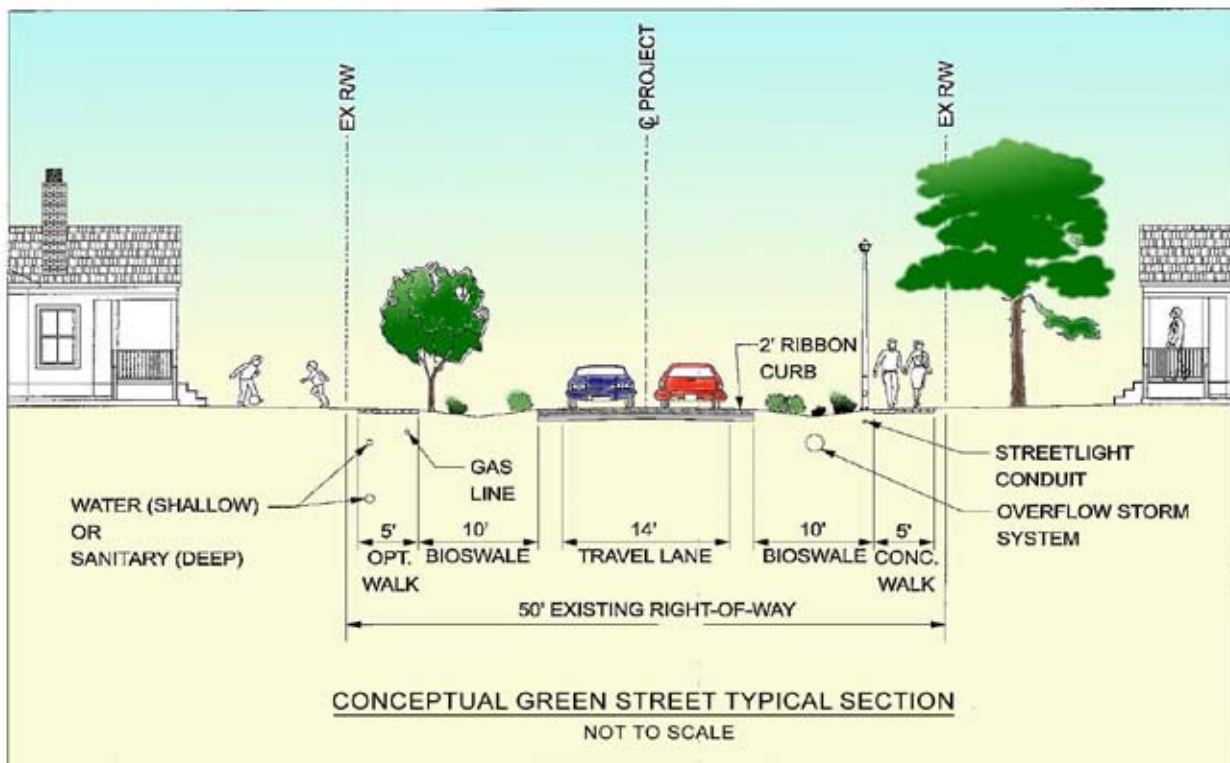 EX R/W
℄ PROJECT
EX R/W
2' RIBBON
CURB
GAS
LINE
WATER (SHALLOW)
OR
SANITARY (DEEP)
STREETLIGHT
CONDUIT
OVERFLOW STORM
SYSTEM
5'
OPT.
WALK
10'
BIOSWALE
14'
TRAVEL LANE
10'
BIOSWALE
5'
CONC.
WALK
50' EXISTING RIGHT-OF-WAY
CONCEPTUAL GREEN STREET TYPICAL SECTION
NOT TO SCALE